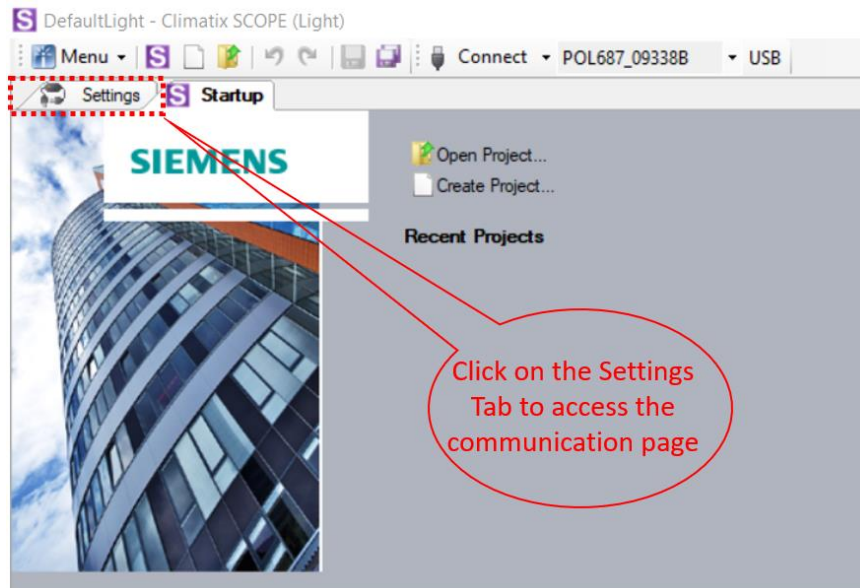 DefaultLight - Climatix SCOPE (Light)
Menu Connect POL687_09338B USB
Settings Startup
SIEMENS
Open Project...
Create Project...
Recent Projects
Click on the Settings
Tab to access the
communication page